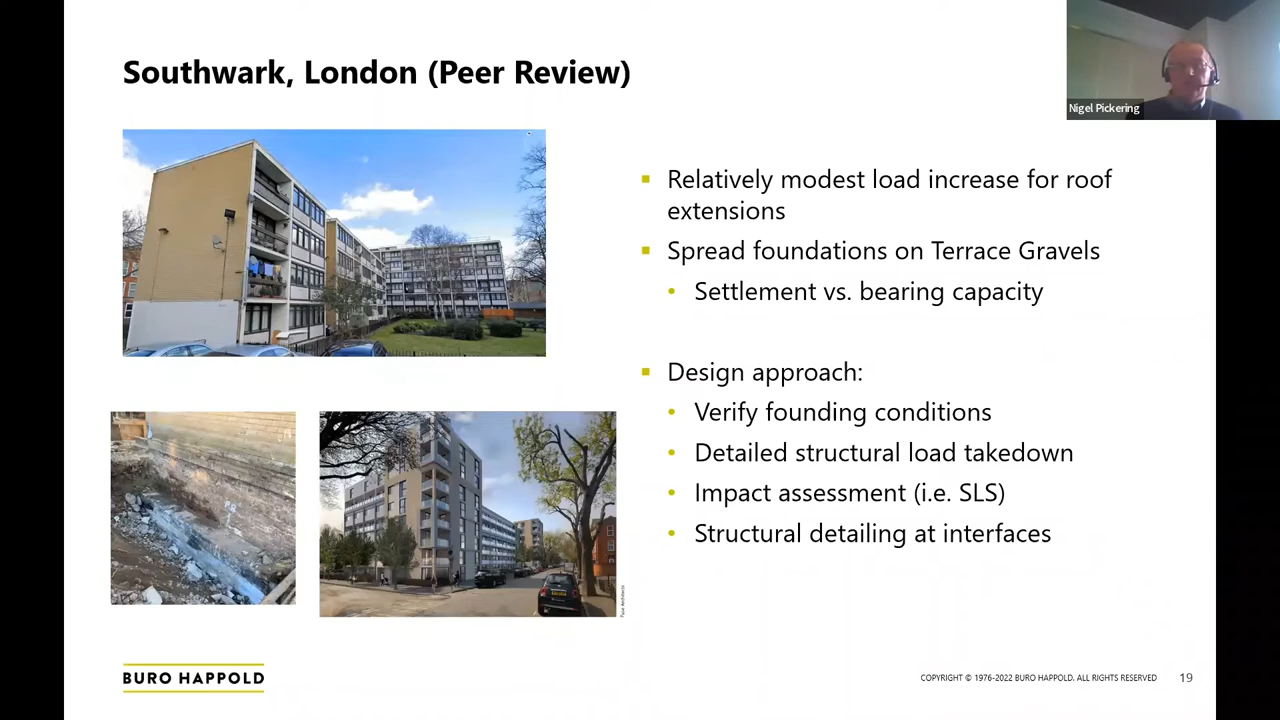 Southwark, London (Peer Review)
Nigel Pickering
Relatively modest load increase for roof
extensions
Spread foundations on Terrace Gravels
Settlement vs. bearing capacity
Design approach:
Verify founding conditions
Detailed structural load takedown
Impact assessment (i.e. SLS)
Structural detailing at interfaces
BURO HAPPOLD
COPYRIGHT © 1976-2022 BURO HAPPOLD. ALL RIGHTS RESERVED
19